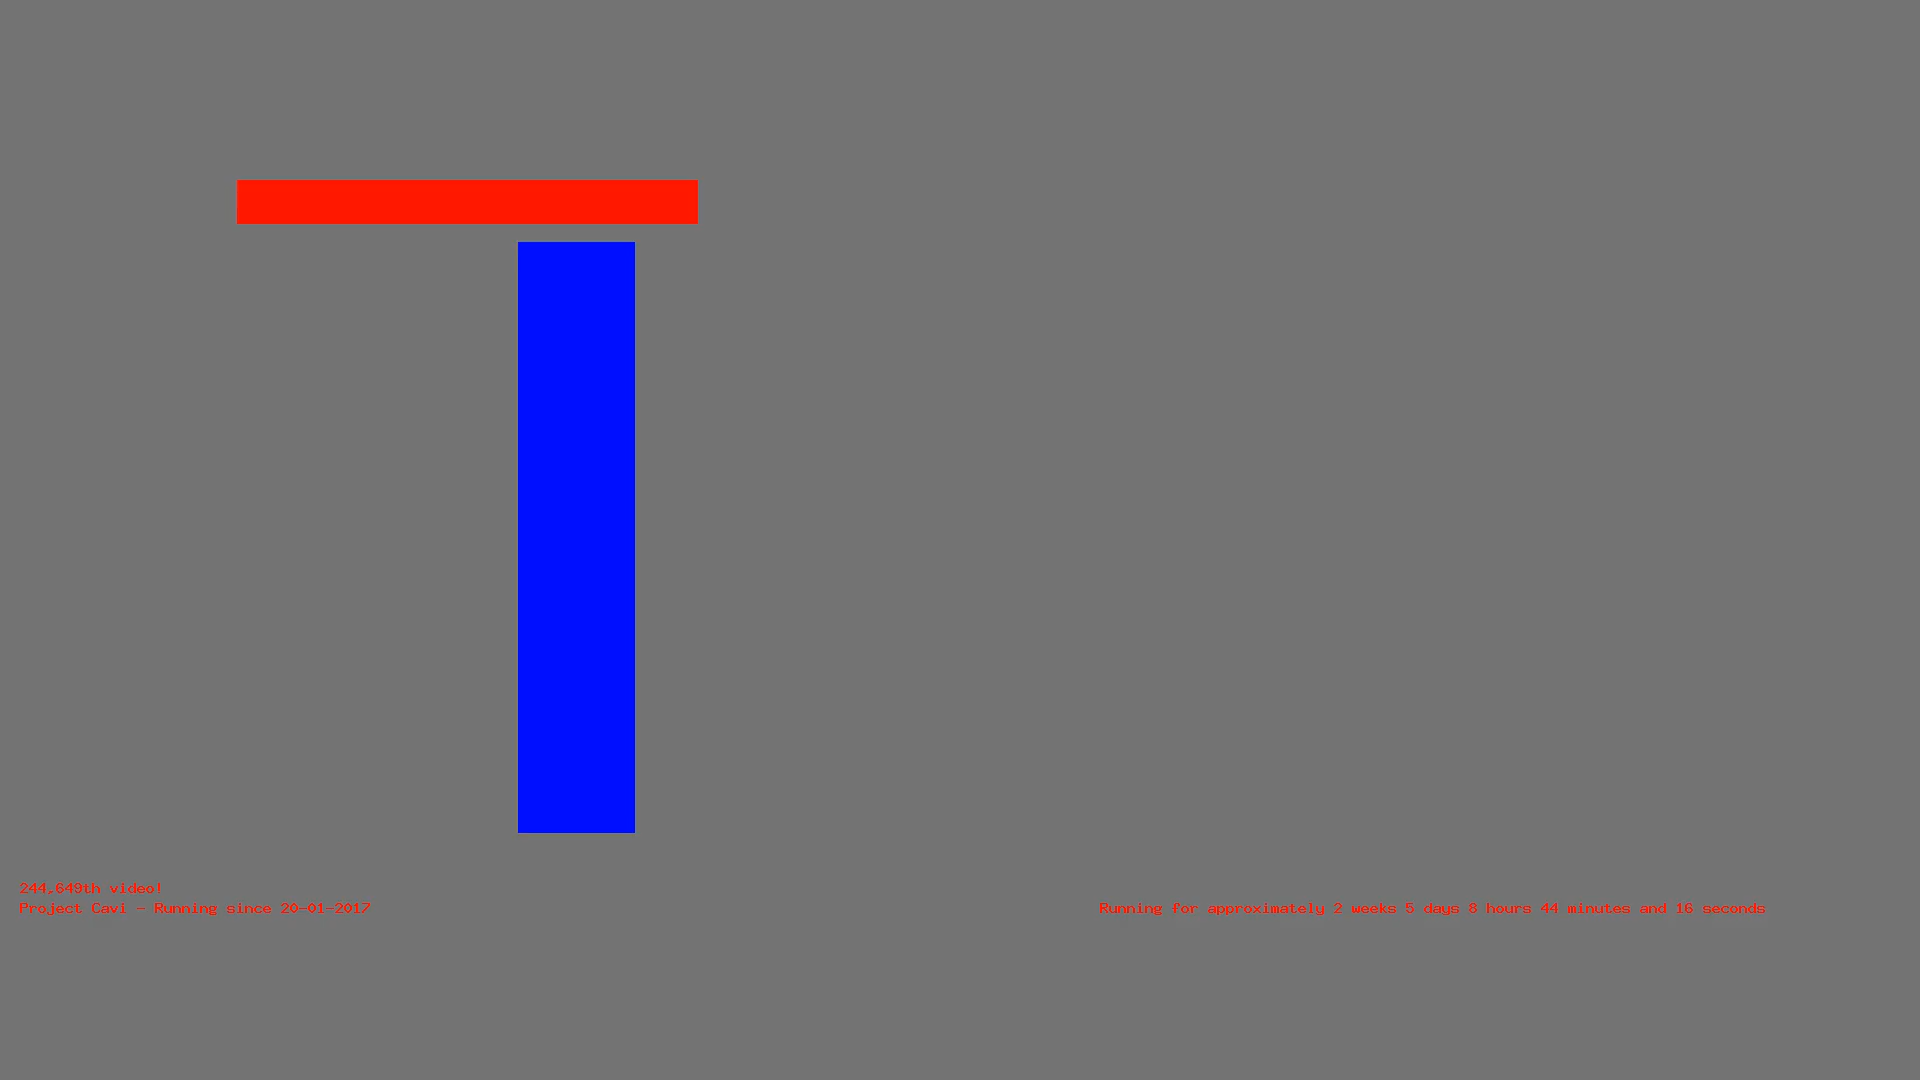 244,649th video!
Project Cavi - Running since 20-01-2017
Running for approximately 2 weeks 5 days 8 hours 44 minutes and 16 seconds